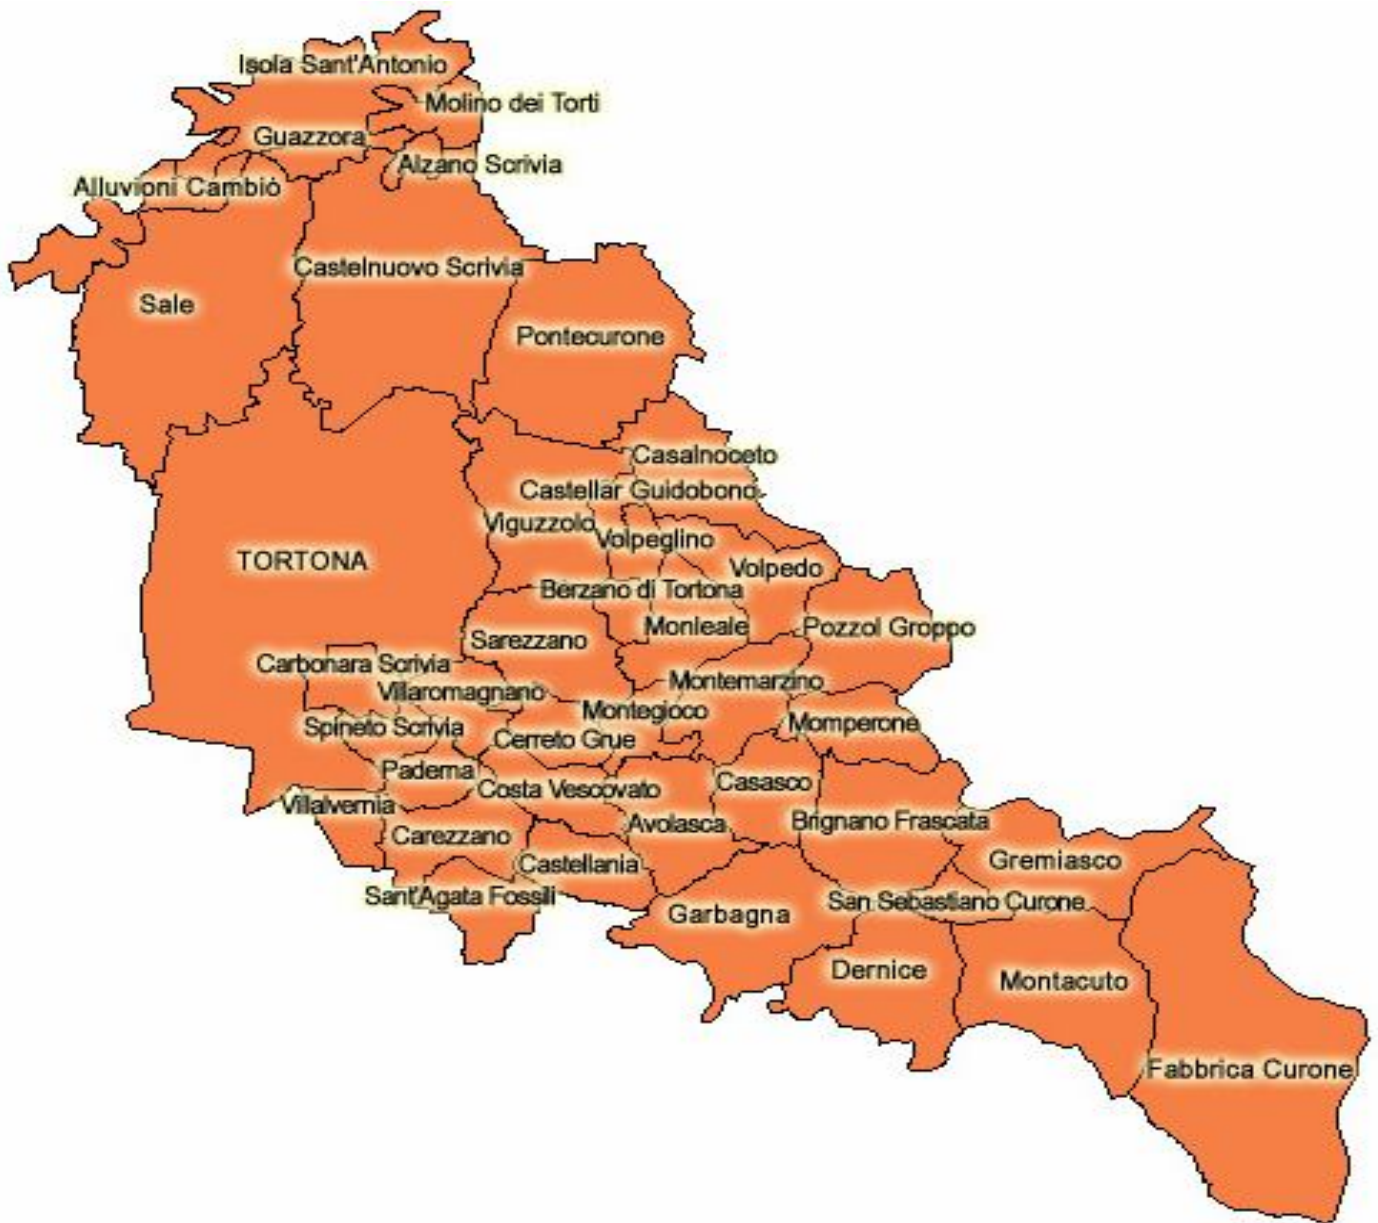 Isola Sant'Antonio
Molino dei Torti
Guazzora
Alzano Scrivia
Alluvioni Cambiò
Castelnuovo Scrivia
Sale
Pontecurone
Casalnoceto
Castellar Guidobono
Viguzzolo
Volpeglino
TORTONA
Volpedo
Berzano di Tortona
Monleale
Pozzol Groppo
Sarezzano
Carbonara Scrivia
Montemarzino
Villaromagnano
Montegioco
Momperone
Spineto Scrivia
Cerreto Grue
Paderna
Casasco
Costa Vescovato
Villalvernia
Brignano Frascata
Avolasca
Carezzano
Gremiasco
Castellania
Sant'Agata Fossili
San Sebastiano Curone
Garbagna
Dernice
Montacuto
Fabbrica Curone